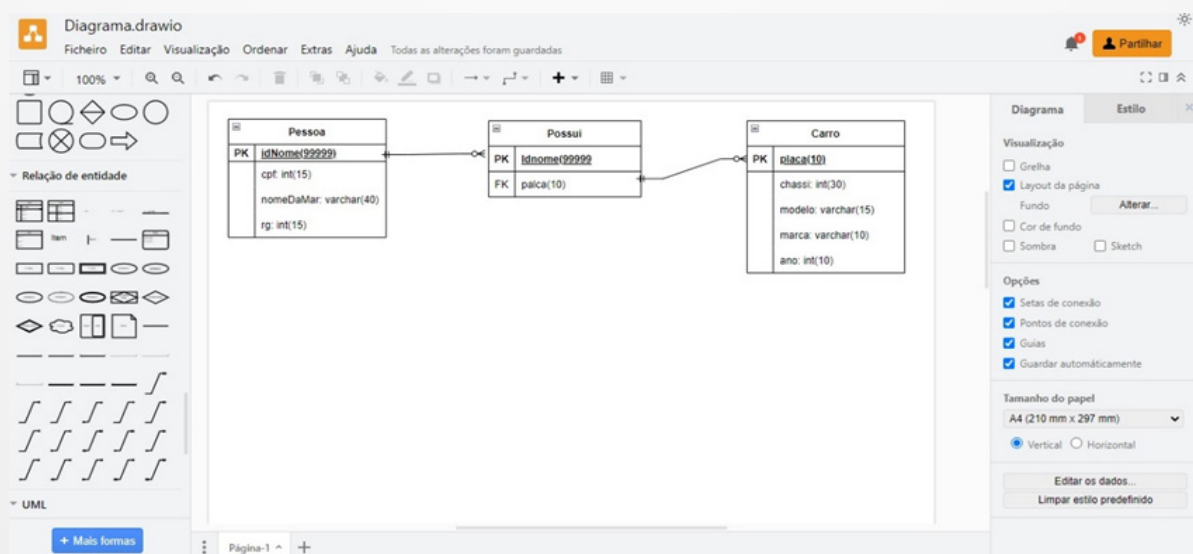 Diagrama.drawio
Ficheiro Editar Visualização Ordenar Extras Ajuda Todas as alterações foram guardadas
Partilhar
100%
Relação de entidade
Item
UML
+ Mais formas
Pessoa
PK idNome(99999)
cpf: int(15)
nomeDaMar: varchar(40)
rg: int(15)
Possui
PK Idnome(99999
FK palca(10)
Carro
PK placa(10)
chassi: int(30)
modelo: varchar(15)
marca: varchar(10)
ano: int(10)
Página-1
Diagrama Estilo
Visualização
Grelha
Layout da página
Fundo Alterar...
Cor de fundo
Sombra Sketch
Opções
Setas de conexão
Pontos de conexão
Guias
Guardar automáticamente
Tamanho do papel
A4 (210 mm x 297 mm)
Vertical Horizontal
Editar os dados...
Limpar estilo predefinido